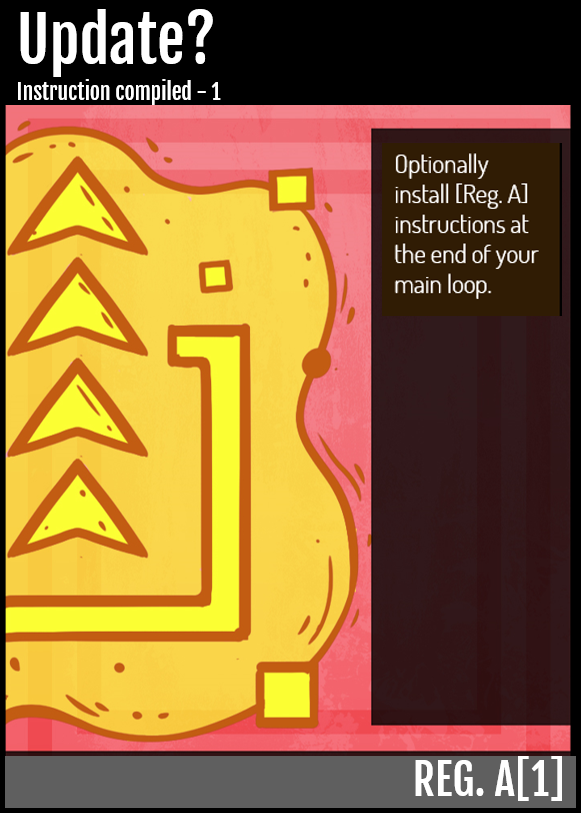 Update?
Instruction compiled - 1
Optionally
install [Reg. A]
instructions at
the end of your
main loop.
REG. A[1]